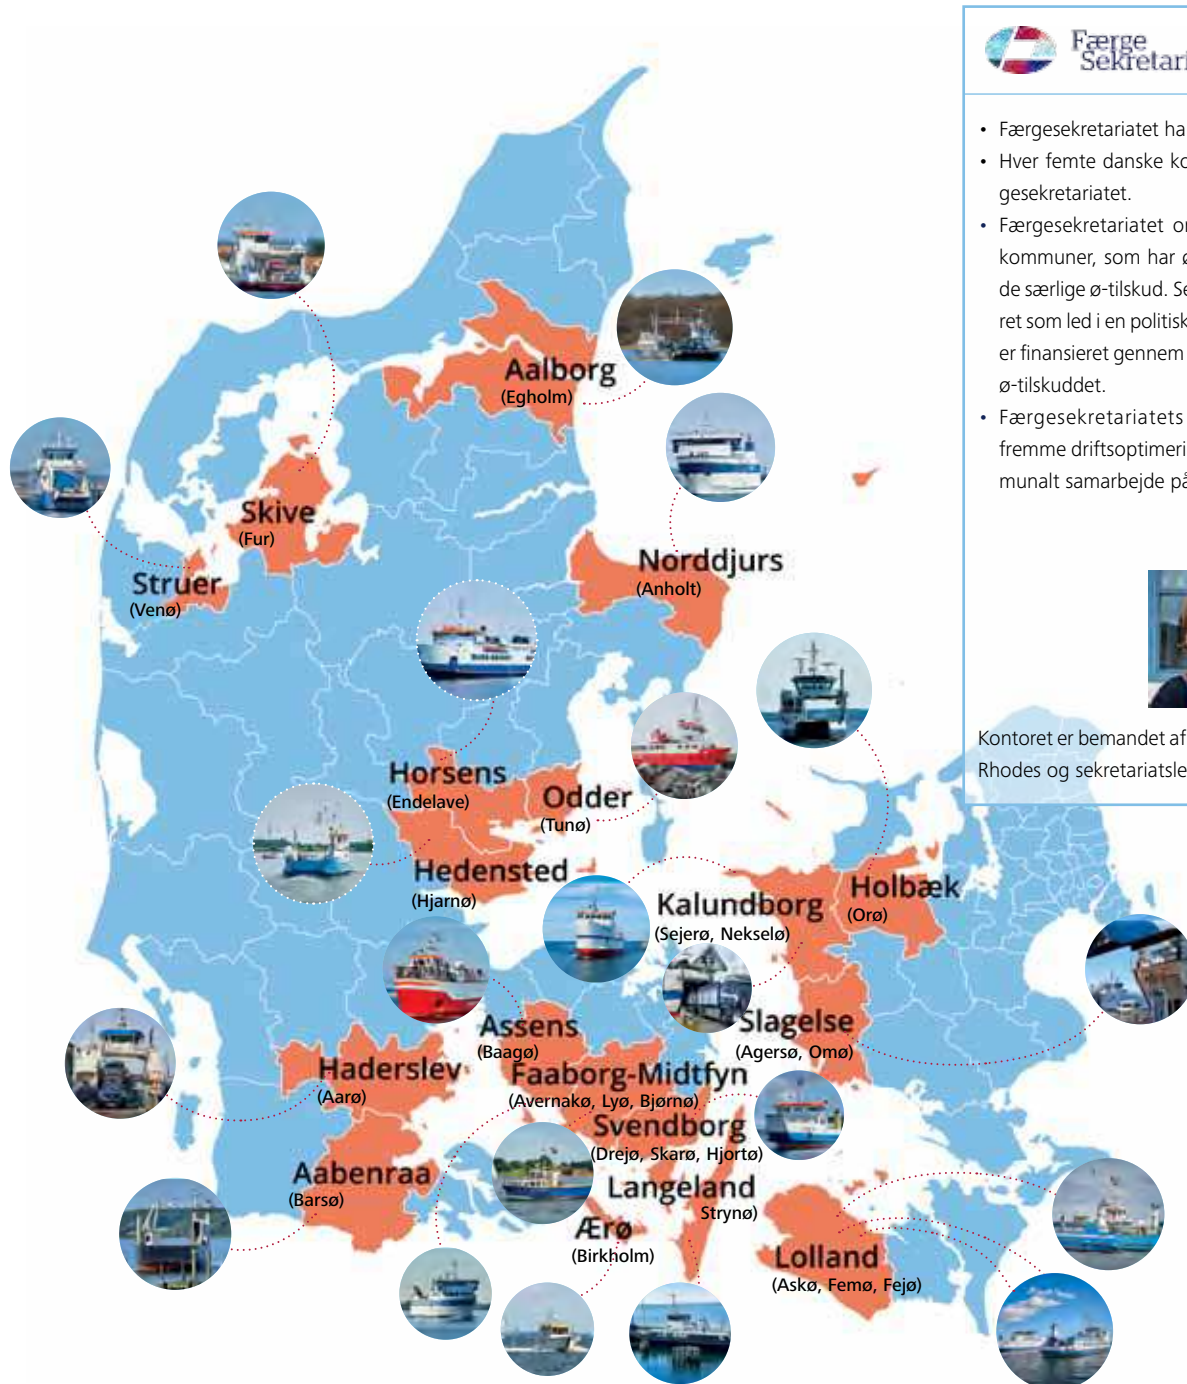 Færge
Sekretari
• Færgesekretariatet ha
• Hver femte danske ko
gesekretariatet.
• Færgesekretariatet or
kommuner, som har ø
de særlige ø-tilskud. Se
ret som led i en politisk
er finansieret gennem
ø-tilskuddet.
• Færgesekretariatets
fremme driftsoptimeri
munalt samarbejde på
Kontoret er bemandet af
Rhodes og sekretariatsle
Aalborg
(Egholm)
Skive
(Fur)
Struer
(Venø)
Norddjurs
(Anholt)
Horsens
(Endelave)
Odder
(Tunø)
Hedensted
(Hjarnø)
Kalundborg
(Sejerø, Nekselø)
Holbæk
(Orø)
Slagelse
(Agersø, Omø)
Assens
(Baagø)
Haderslev
(Aarø)
Faaborg-Midtfyn
(Avernakø, Lyø, Bjørnø)
Svendborg
(Drejø, Skarø, Hjortø)
Aabenraa
(Barsø)
Langeland
Strynø)
Ærø
(Birkholm)
Lolland
(Askø, Femø, Fejø)